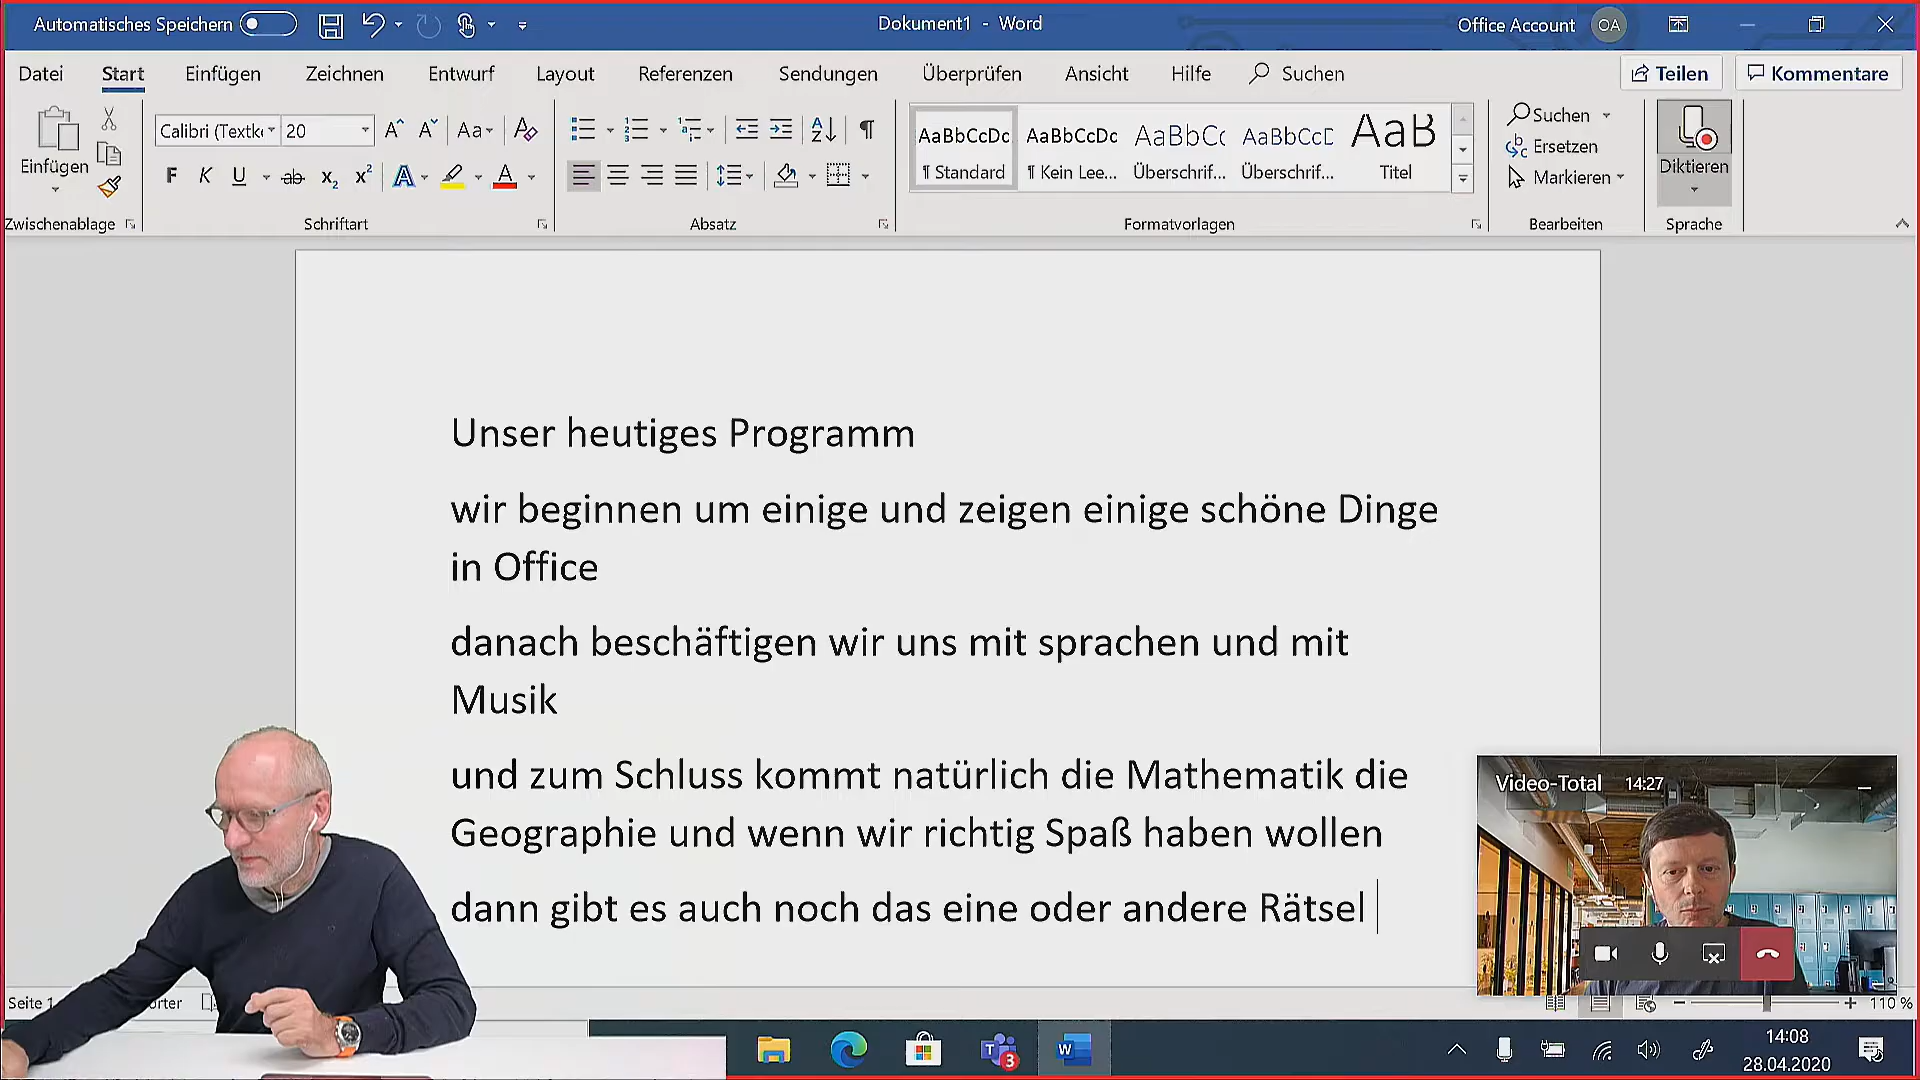 Automatisches Speichern
Dokument1 - Word
Office Account
OA
Datei
Start
Einfügen
Zeichnen
Entwurf
Layout
Referenzen
Sendungen
Überprüfen
Ansicht
Hilfe
Suchen
Teilen
Kommentare
Einfügen
Calibri (Textk
20
Aa
F K U ab x₂ x² A A
AaBbCcDc
¶ Standard
AaBbCcDc
¶ Kein Lee...
AaBbCc
Überschrif...
AaBbCcD
Überschrif...
AaB
Titel
Suchen
Ersetzen
Markieren
Diktieren
Zwischenablage
Schriftart
Absatz
Formatvorlagen
Bearbeiten
Sprache
Unser heutiges Programm
wir beginnen um einige und zeigen einige schöne Dinge
in Office
danach beschäftigen wir uns mit sprachen und mit
Musik
und zum Schluss kommt natürlich die Mathematik die
Geographie und wenn wir richtig Spaß haben wollen
dann gibt es auch noch das eine oder andere Rätsel
Video-Total 14:27
Seite 1
110 %
3
14:08
28.04.2020